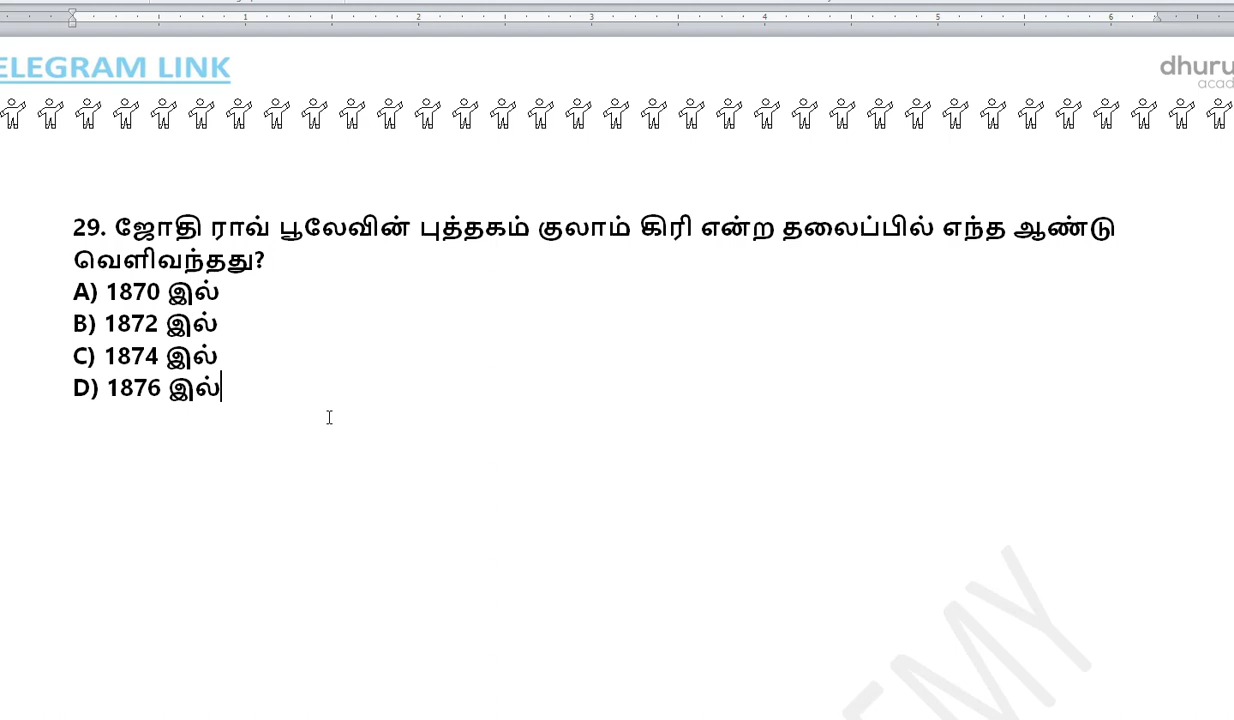 ELEGRAM LINK
dhuru
acad
29. ஜோதி ராவ் பூலேவின் புத்தகம் குலாம் கிரி என்ற தலைப்பில் எந்த ஆண்டு
வெளிவந்தது?
A) 1870 இல்
B) 1872 இல்
C) 1874 இல்
D) 1876 இல்
EMY